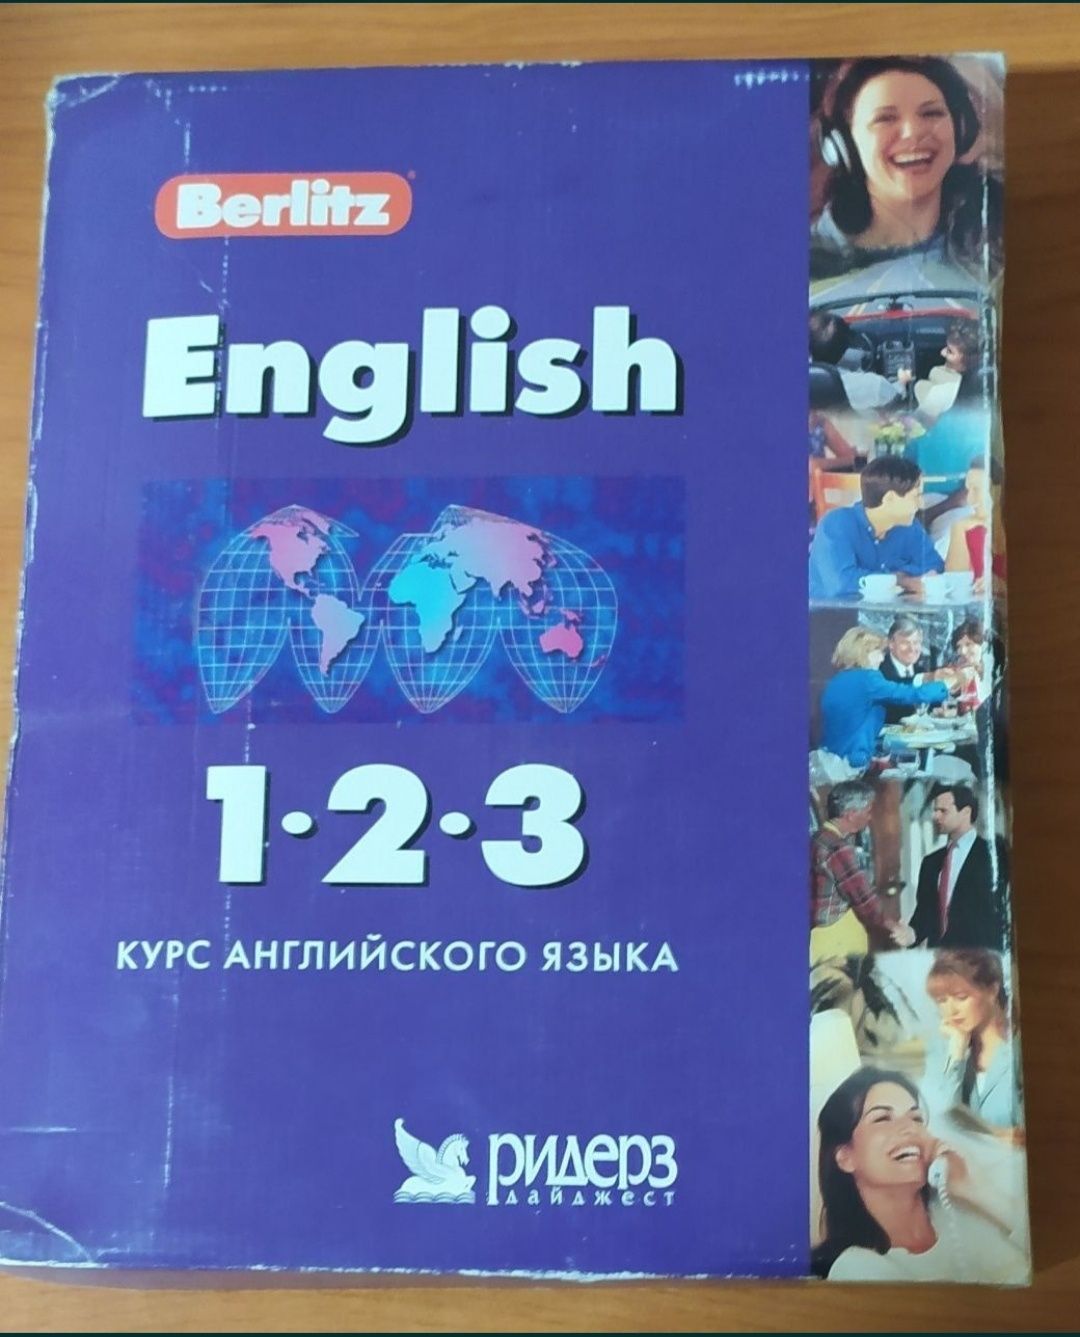 Berlitz
English
1·2·3
КУРС АНГЛИЙСКОГО ЯЗЫКА
РИДЕРЗ
ДАЙДЖЕСТ